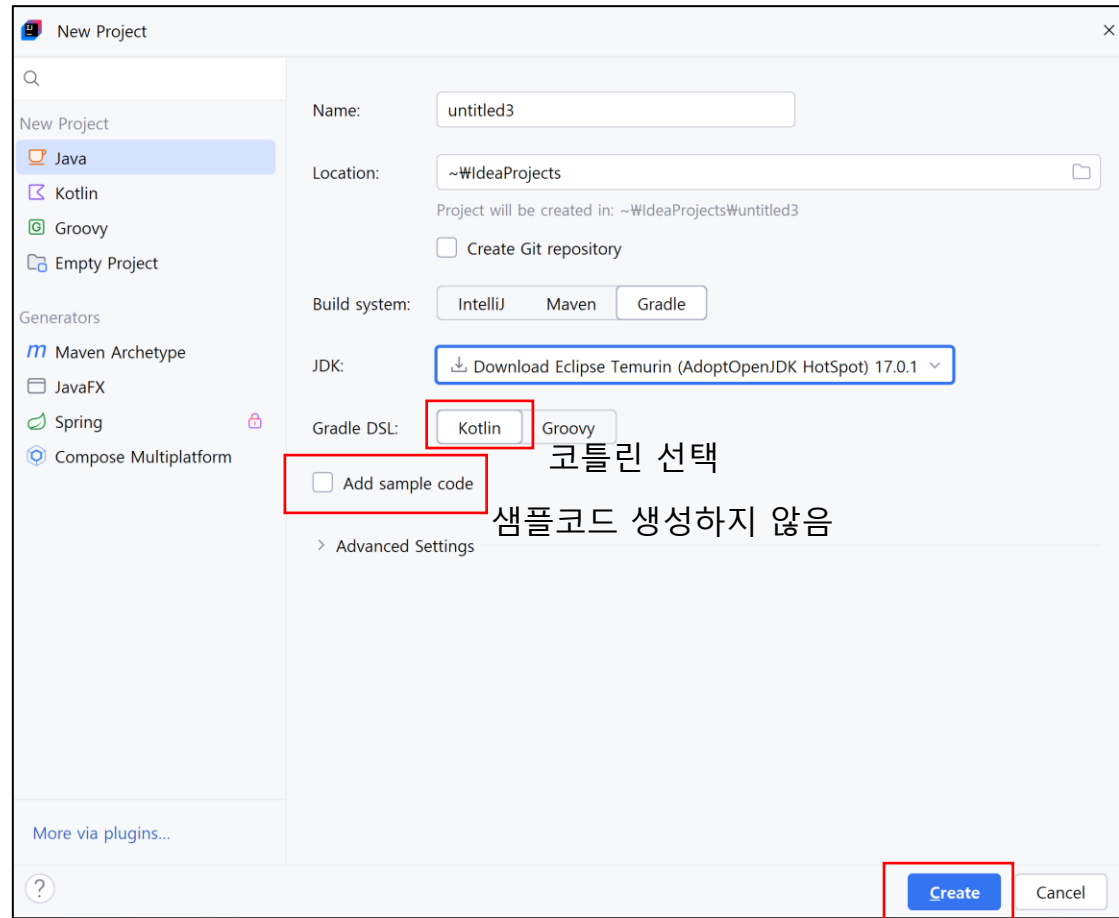 New Project
New Project
Java
Kotlin
Groovy
Empty Project
Generators
Maven Archetype
JavaFX
Spring
Compose Multiplatform
More via plugins...
Name:
untitled3
Location:
~₩IdeaProjects
Project will be created in: ~₩IdeaProjects₩untitled3
Create Git repository
Build system:
IntelliJ Maven Gradle
JDK:
Download Eclipse Temurin (AdoptOpenJDK HotSpot) 17.0.1
Gradle DSL:
Kotlin Groovy
코틀린 선택
Add sample code
샘플코드 생성하지 않음
Advanced Settings
?
Create Cancel